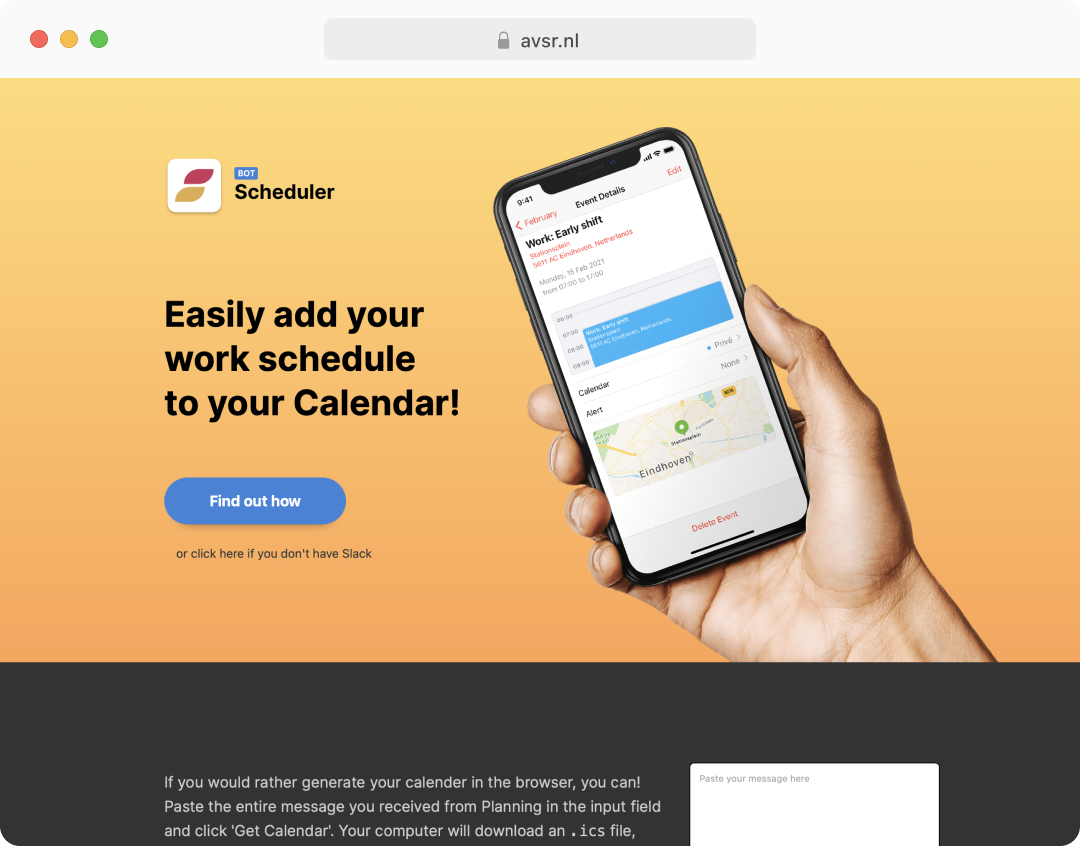 avsr.nl
BOT
Scheduler
Easily add your
work schedule
to your Calendar!
Find out how
or click here if you don't have Slack
9:41
February
Event Details
Edit
Work: Early shift
Stationsplein
5611 AC Eindhoven, Netherlands
Monday, 15 Feb 2021
from 07:00 to 17:00
06:00
07:00
08:00
09:00
Work: Early shift
Stationsplein
5611 AC Eindhoven, Netherlands
Calendar
Privé
Alert
None
Stationsplein
Eindhoven
Delete Event
If you would rather generate your calender in the browser, you can!
Paste the entire message you received from Planning in the input field
and click 'Get Calendar'. Your computer will download an .ics file,
Paste your message here